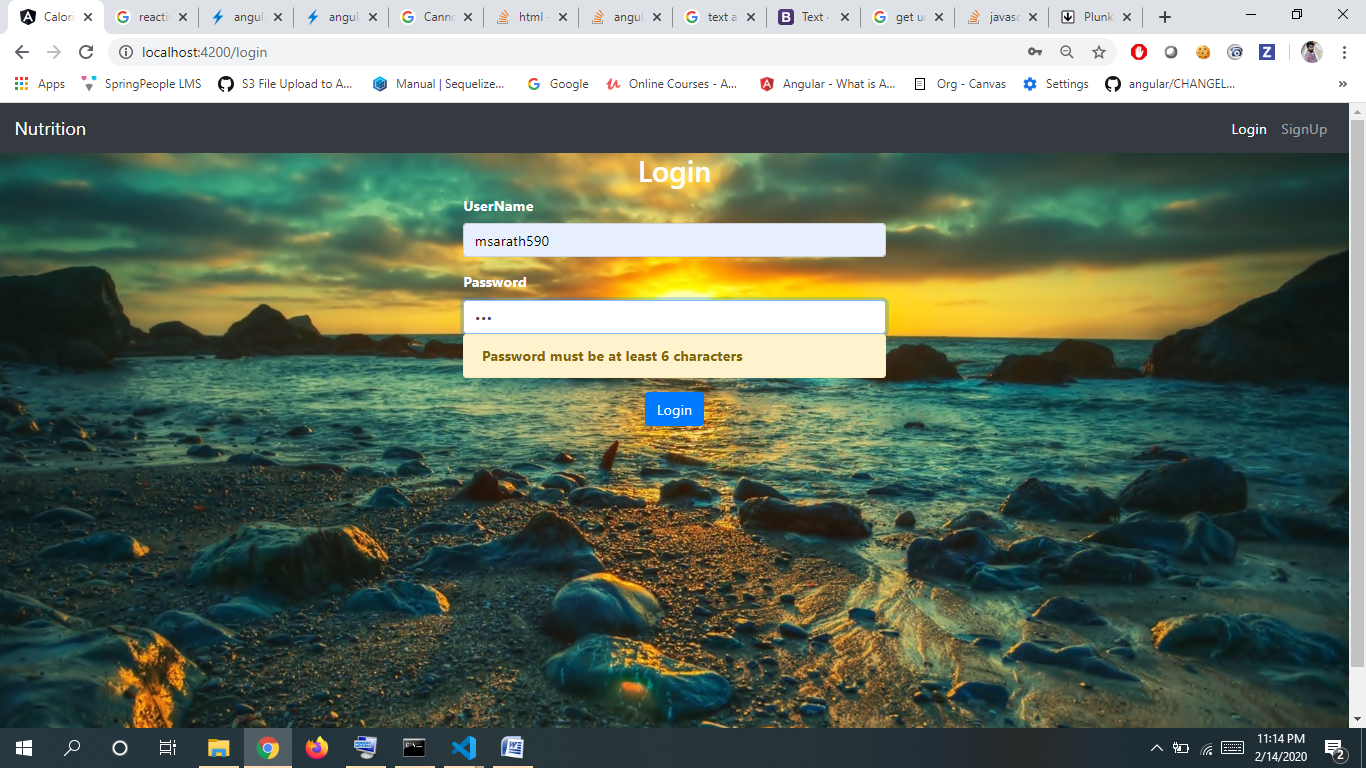 Calori
reactiv
angul
angul
Canno
html -
angul
text a
Text ·
get ur
javasc
Plunk
localhost:4200/login
Apps
SpringPeople LMS
S3 File Upload to A...
Manual | Sequelize...
Google
Online Courses - A...
Angular - What is A...
Org - Canvas
Settings
angular/CHANGEL...
»
Nutrition
Login
SignUp
Login
UserName
msarath590
Password
•••
Password must be at least 6 characters
Login
11:14 PM
2/14/2020
2